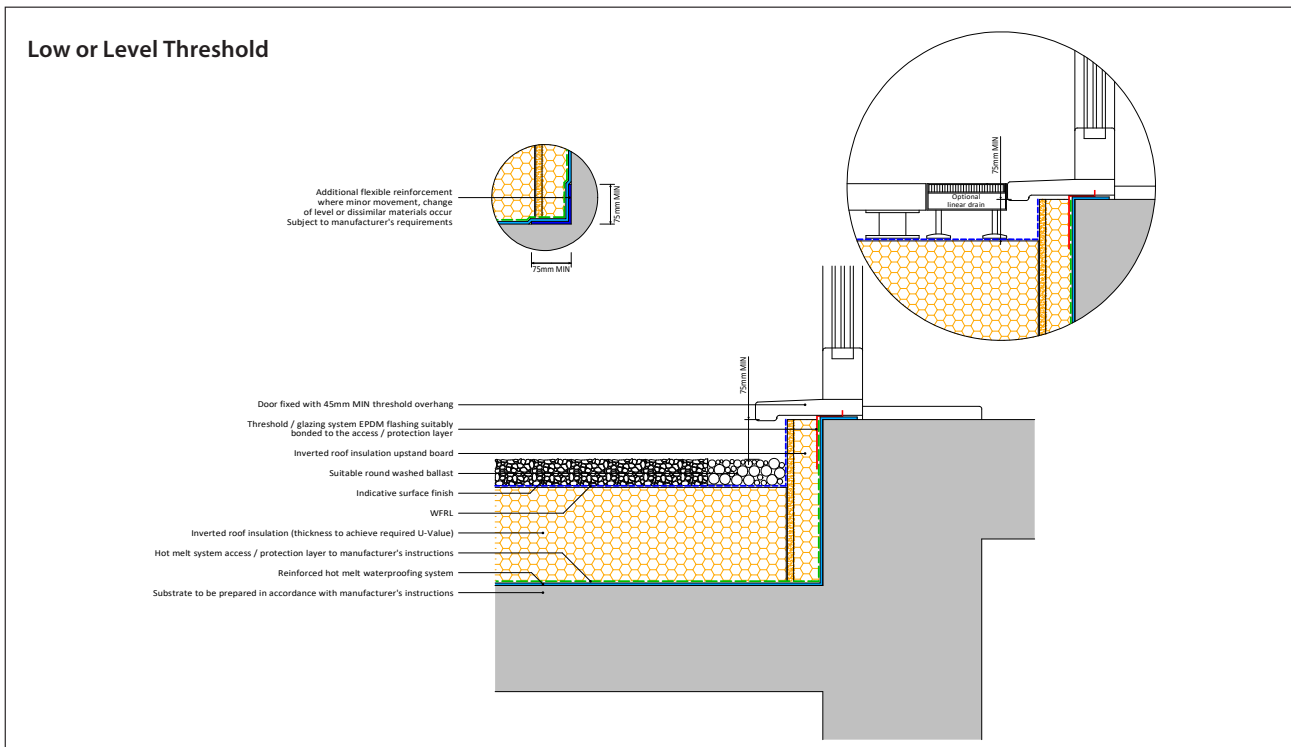 Low or Level Threshold
Additional flexible reinforcement
where minor movement, change
of level or dissimilar materials occur
Subject to manufacturer's requirements
75mm MIN
75mm MIN
75mm MIN
Optional
linear drain
75mm MIN
Door fixed with 45mm MIN threshold overhang
Threshold / glazing system EPDM flashing suitably
bonded to the access / protection layer
Inverted roof insulation upstand board
Suitable round washed ballast
Indicative surface finish
WFRL
Inverted roof insulation (thickness to achieve required U-Value)
Hot melt system access / protection layer to manufacturer's instructions
Reinforced hot melt waterproofing system
Substrate to be prepared in accordance with manufacturer's instructions